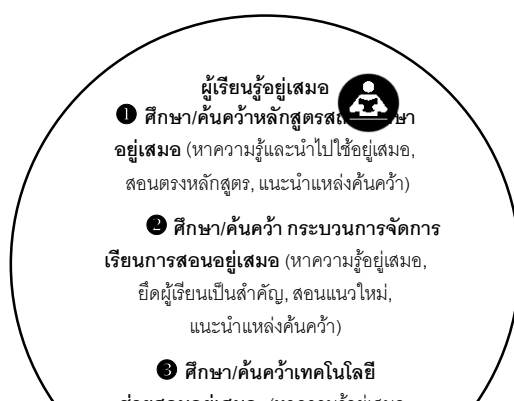 ผู้เรียนรู้อยู่เสมอ
❶ ศึกษา/ค้นคว้าหลักสูตร
อยู่เสมอ (หาความรู้และนำไปใช้อยู่เสมอ,
สอนตรงหลักสูตร, แนะนำแหล่งค้นคว้า)
❷ ศึกษา/ค้นคว้า กระบวนการจัดการ
เรียนการสอนอยู่เสมอ (หาความรู้อยู่เสมอ,
ยึดผู้เรียนเป็นสำคัญ, สอนแนวใหม่,
แนะนำแหล่งค้นคว้า)
❸ ศึกษา/ค้นคว้าเทคโนโลยี